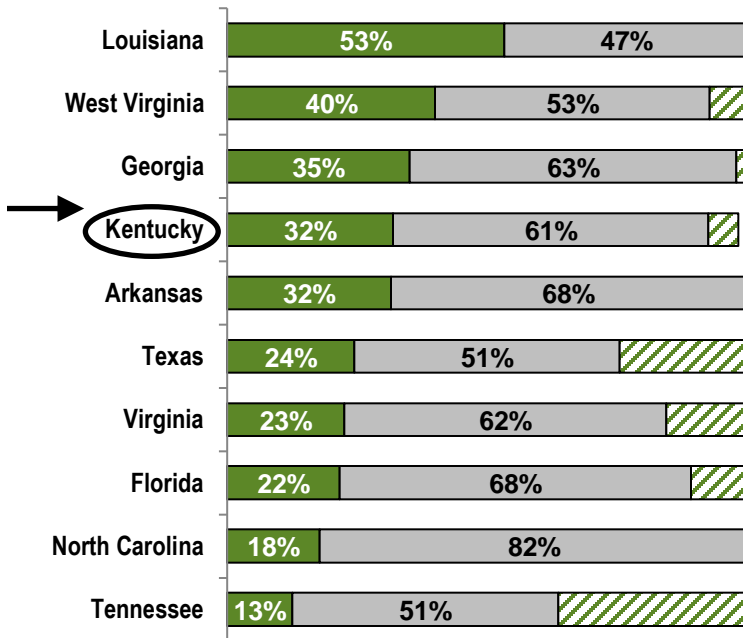 Louisiana 53% 47%
West Virginia 40% 53%
Georgia 35% 63%
Kentucky 32% 61%
Arkansas 32% 68%
Texas 24% 51%
Virginia 23% 62%
Florida 22% 68%
North Carolina 18% 82%
Tennessee 13% 51%